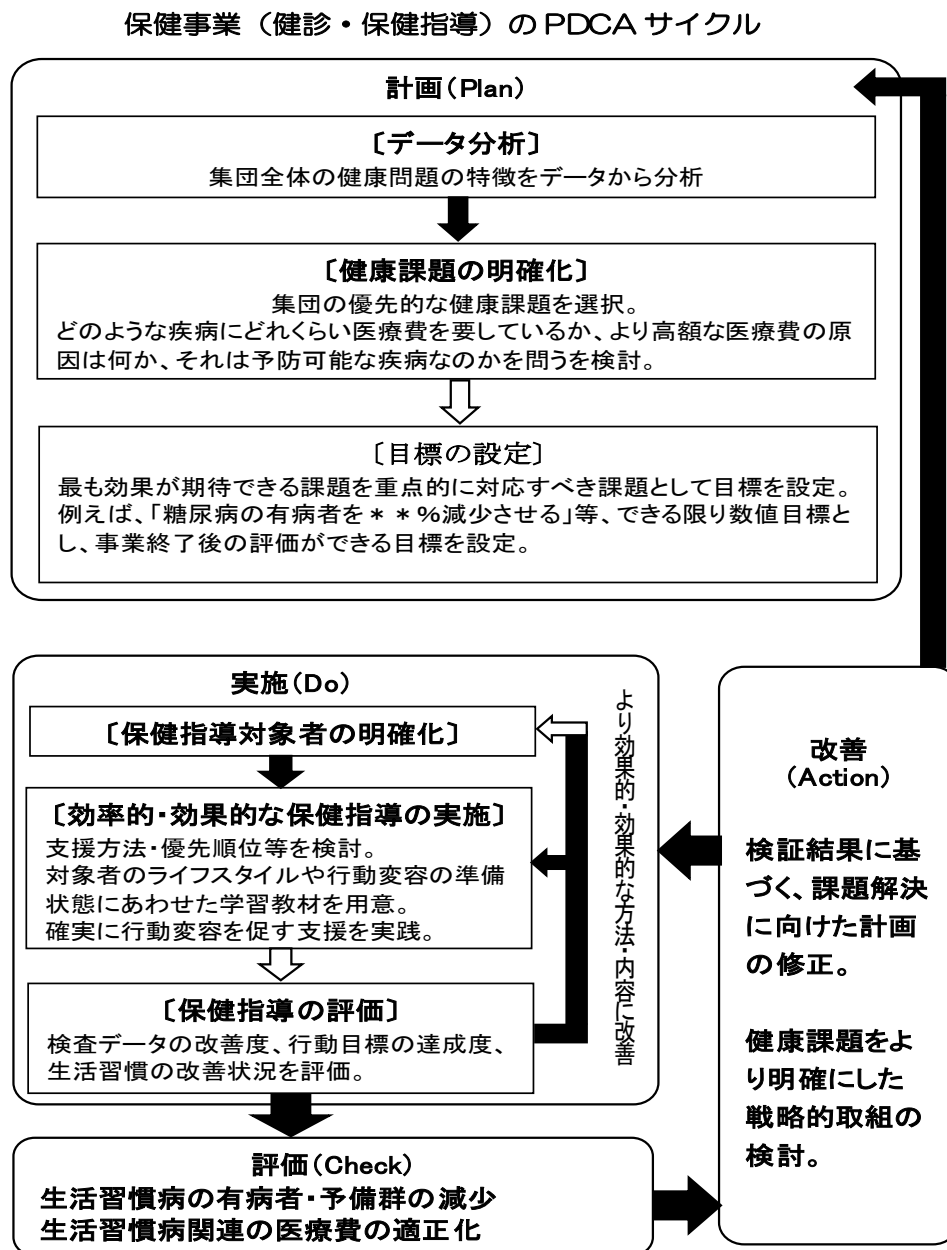 保健事業（健診・保健指導）のPDCAサイクル
計画（Plan）
〔データ分析〕
集団全体の健康問題の特徴をデータから分析
〔健康課題の明確化〕
集団の優先的な健康課題を選択。
どのような疾病にどれくらい医療費を要しているか、より高額な医療費の原
因は何か、それは予防可能な疾病なのかを問うを検討。
〔目標の設定〕
最も効果が期待できる課題を重点的に対応すべき課題として目標を設定。
例えば、「糖尿病の有病者を＊＊%減少させる」等、できる限り数値目標と
し、事業終了後の評価ができる目標を設定。
実施（Do）
〔保健指導対象者の明確化〕
〔効率的・効果的な保健指導の実施〕
支援方法・優先順位等を検討。
対象者のライフスタイルや行動変容の準備
状態にあわせた学習教材を用意。
確実に行動変容を促す支援を実践。
〔保健指導の評価〕
検査データの改善度、行動目標の達成度、
生活習慣の改善状況を評価。
より効果的・効果的な方法・内容に改善
評価（Check）
生活習慣病の有病者・予備群の減少
生活習慣病関連の医療費の適正化
改善
（Action）
検証結果に基
づく、課題解決
に向けた計画
の修正。
健康課題をよ
り明確にした
戦略的取組の
検討。